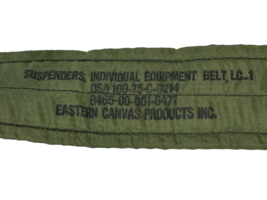 SUSPENDERS, INDIVIDUAL EQUIPMENT BELT, LC-1
DSA 100-75-C-0214
8465-00-001-6471
EASTERN CANVAS PRODUCTS INC.